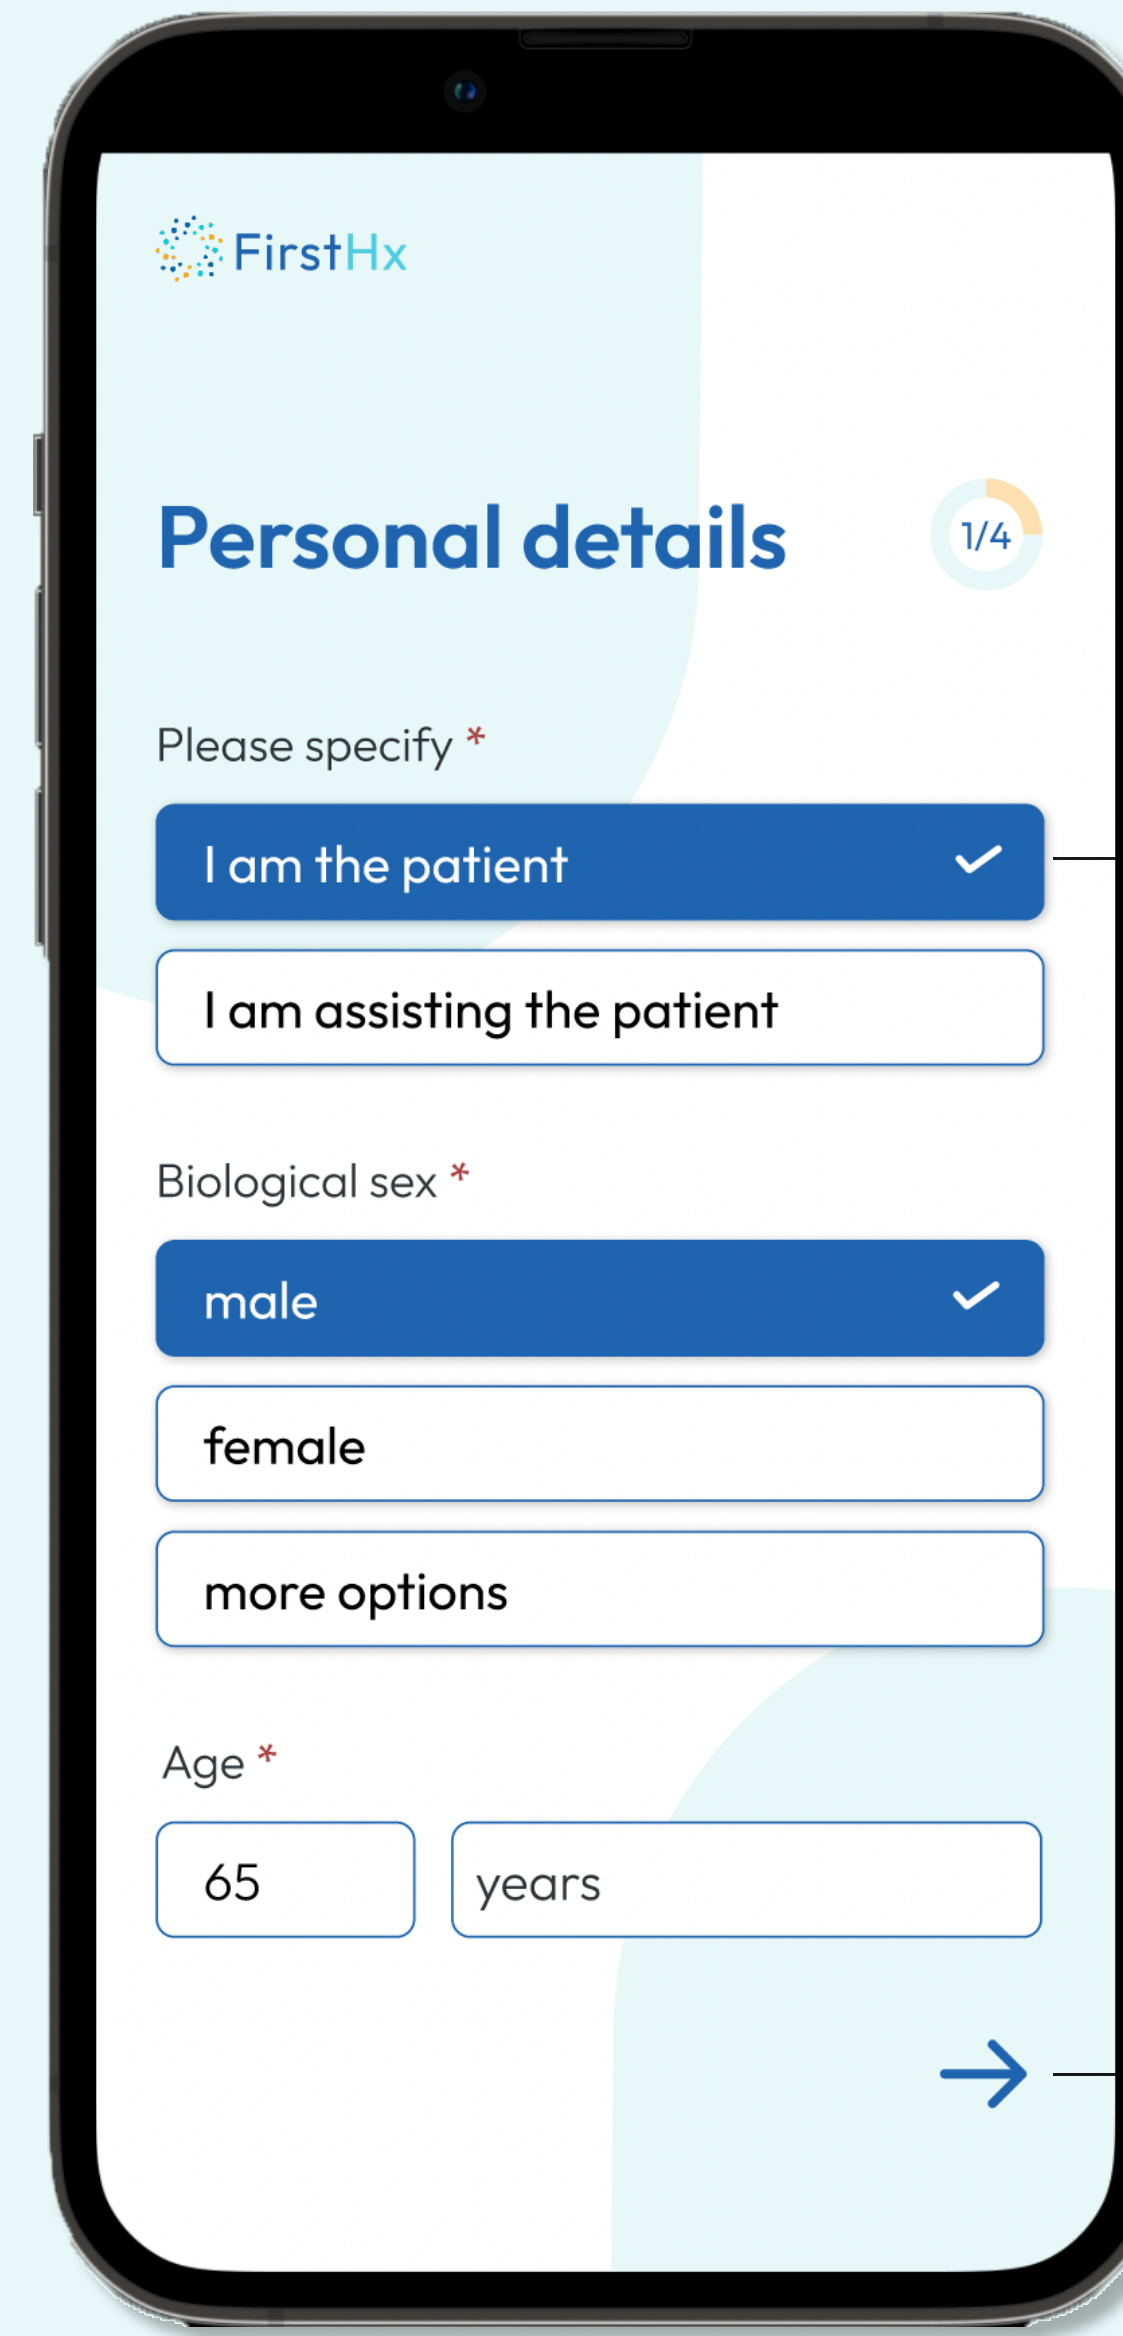 FirstHx
Personal details
1/4
Please specify *
I am the patient
I am assisting the patient
Biological sex *
male
female
more options
Age *
65
years